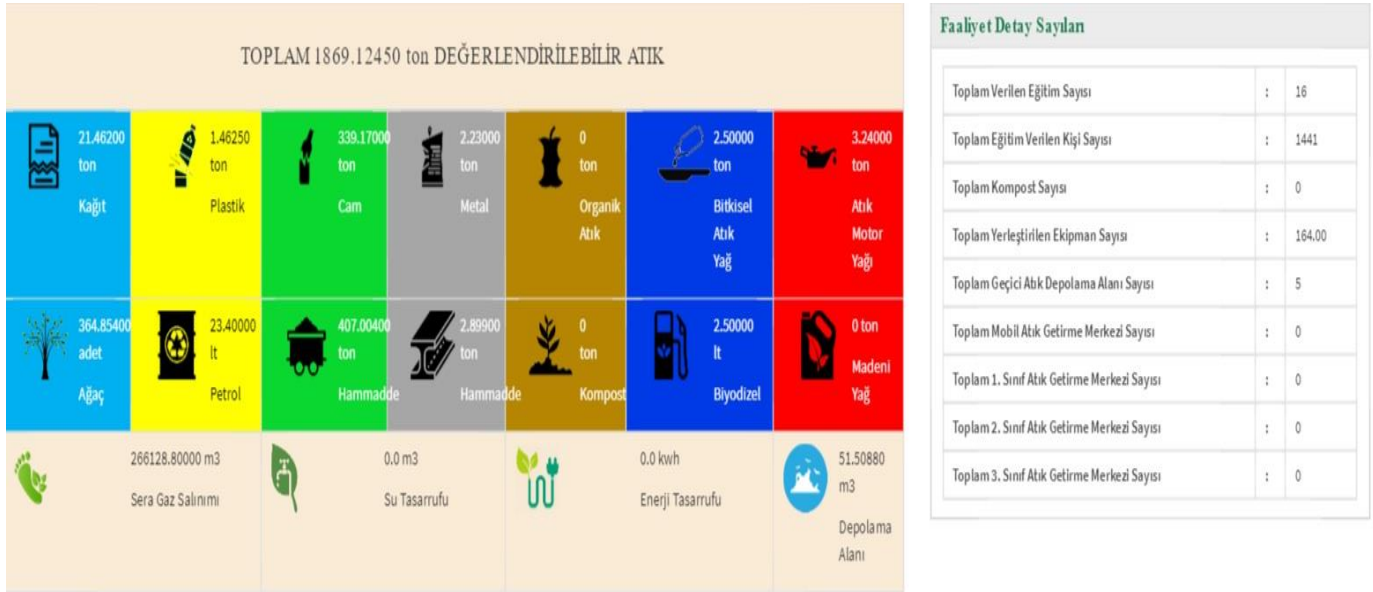 TOPLAM 1869.12450 ton DEĞERLENDİRİLEBİLİR ATIK
21.46200
ton
Kağıt
1.46250
ton
Plastik
339.17000
ton
Cam
2.23000
ton
Metal
0
ton
Organik
Atık
2.50000
ton
Bitkisel
Atık
Yağ
3.24000
ton
Atık
Motor
Yağı
364.85400
adet
Ağaç
23.40000
lt
Petrol
407.00400
ton
Hammadde
2.89900
ton
Hammadde
0
ton
Kompost
2.50000
lt
Biyodizel
0 ton
Madeni
Yağ
266128.80000 m3
Sera Gaz Salınımı
0.0 m3
Su Tasarrufu
0.0 kwh
Enerji Tasarrufu
51.50880
m3
Depolama
Alanı
Faaliyet Detay Sayıları
Toplam Verilen Eğitim Sayısı : 16
Toplam Eğitim Verilen Kişi Sayısı : 1441
Toplam Kompost Sayısı : 0
Toplam Yerleştirilen Ekipman Sayısı : 164.00
Toplam Geçici Atık Depolama Alanı Sayısı : 5
Toplam Mobil Atık Getirme Merkezi Sayısı : 0
Toplam 1. Sınıf Atık Getirme Merkezi Sayısı : 0
Toplam 2. Sınıf Atık Getirme Merkezi Sayısı : 0
Toplam 3. Sınıf Atık Getirme Merkezi Sayısı : 0